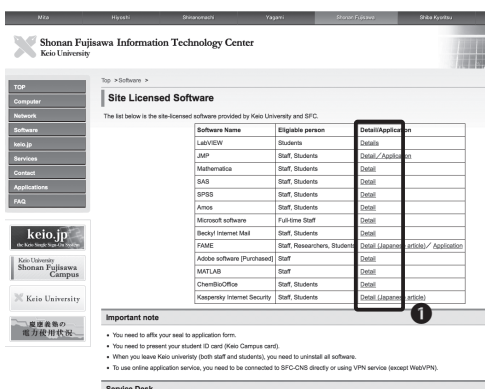 Mita Hiyoshi Shinanomachi Yagami Shonan Fujisawa Shiba Kyoritsu
Shonan Fujisawa Information Technology Center
Keio University
Top > Software >
TOP
Computer
Network
Software
keio.jp
Services
Contact
Applications
FAQ
keio.jp
the Keio Single Sign-On System
Keio University
Shonan Fujisawa
Campus
Keio University
慶應義塾の
電力使用状況
Site Licensed Software
The list below is the site-licensed software provided by Keio University and SFC.
Software Name Eligiable person Detail/Application
LabVIEW Students Details
JMP Staff, Students Detail／Application
Mathematica Staff, Students Detail
SAS Staff, Students Detail
SPSS Staff, Students Detail
Amos Staff, Students Detail
Microsoft software Full-time Staff Detail
Becky! Internet Mail Staff, Students Detail
FAME Staff, Researchers, Students Detail (Japanese article)／ Application
Adobe software [Purchased] Staff Detail
MATLAB Staff Detail
ChemBioOffice Staff, Students Detail
Kaspersky Internet Security Staff, Students Detail (Japanese article)
1
Important note
• You need to affix your seal to application form.
• You need to present your student ID card (Keio Campus card).
• When you leave Keio univeristy (both staff and students), you need to uninstall all software.
• To use online application service, you need to be connected to SFC-CNS directly or using VPN service (except WebVPN).
Service Desk